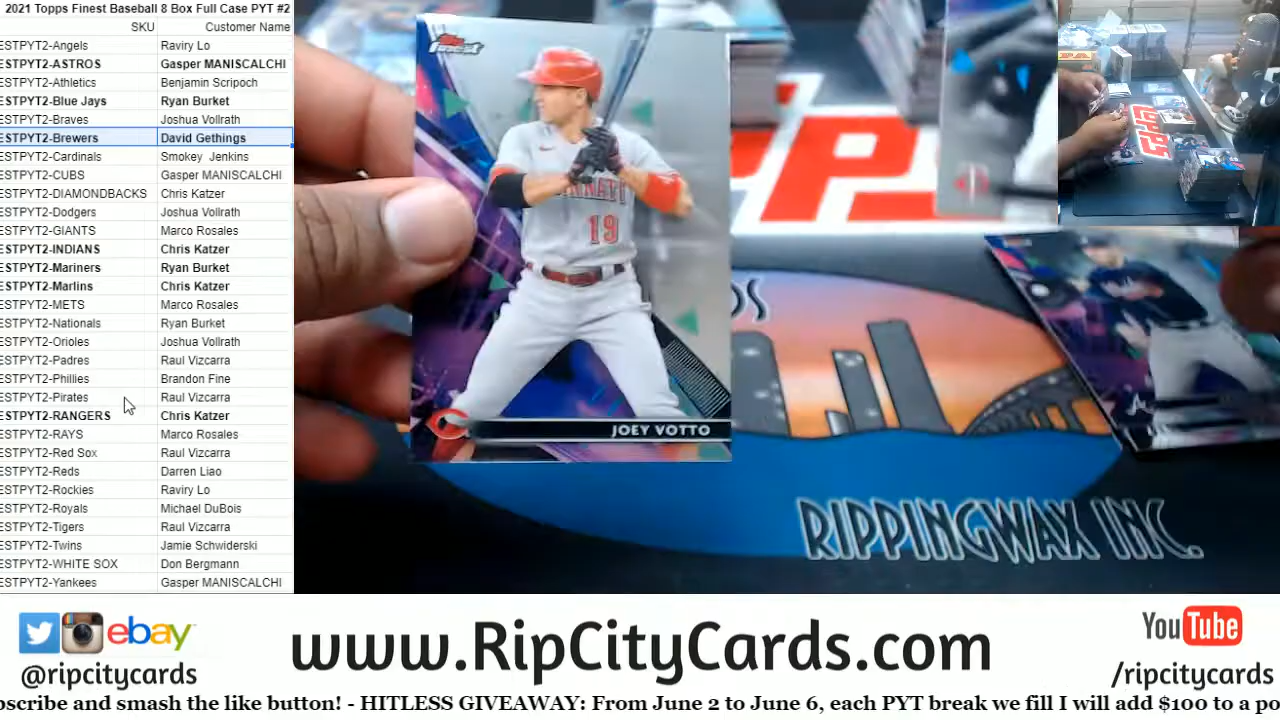 2021 Topps Finest Baseball 8 Box Full Case PYT #2
SKU Customer Name
ESTPYT2-Angels Raviry Lo
ESTPYT2-ASTROS Gasper MANISCALCHI
ESTPYT2-Athletics Benjamin Scripoch
ESTPYT2-Blue Jays Ryan Burket
ESTPYT2-Braves Joshua Vollrath
ESTPYT2-Brewers David Gethings
ESTPYT2-Cardinals Smokey Jenkins
ESTPYT2-CUBS Gasper MANISCALCHI
ESTPYT2-DIAMONDBACKS Chris Katzer
ESTPYT2-Dodgers Joshua Vollrath
ESTPYT2-GIANTS Marco Rosales
ESTPYT2-INDIANS Chris Katzer
ESTPYT2-Mariners Ryan Burket
ESTPYT2-Marlins Chris Katzer
ESTPYT2-METS Marco Rosales
ESTPYT2-Nationals Ryan Burket
ESTPYT2-Orioles Joshua Vollrath
ESTPYT2-Padres Raul Vizcarra
ESTPYT2-Phillies Brandon Fine
ESTPYT2-Pirates Raul Vizcarra
ESTPYT2-RANGERS Chris Katzer
ESTPYT2-RAYS Marco Rosales
ESTPYT2-Red Sox Raul Vizcarra
ESTPYT2-Reds Darren Liao
ESTPYT2-Rockies Raviry Lo
ESTPYT2-Royals Michael DuBois
ESTPYT2-Tigers Raul Vizcarra
ESTPYT2-Twins Jamie Schwiderski
ESTPYT2-WHITE SOX Don Bergmann
ESTPYT2-Yankees Gasper MANISCALCHI
Finest
19
JOEY VOTTO
RIPPINGWAX INC.
ebay
@ripcitycards
www.RipCityCards.com
YouTube
/ripcitycards
bscribe and smash the like button! - HITLESS GIVEAWAY: From June 2 to June 6, each PYT break we fill I will add $100 to a po